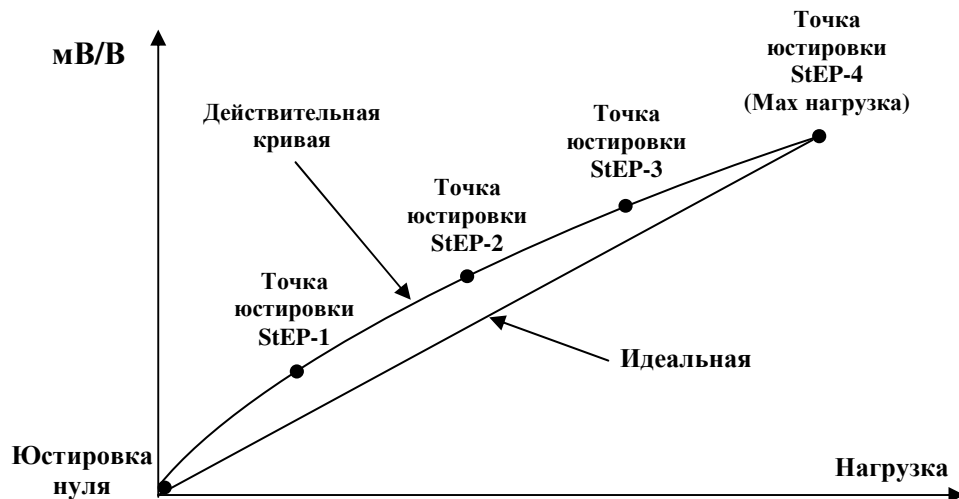 мВ/В
Точка
юстировки
StEP-4
(Max нагрузка)
Действительная
кривая
Точка
юстировки
StEP-3
Точка
юстировки
StEP-2
Точка
юстировки
StEP-1
Идеальная
Юстировка
нуля
Нагрузка